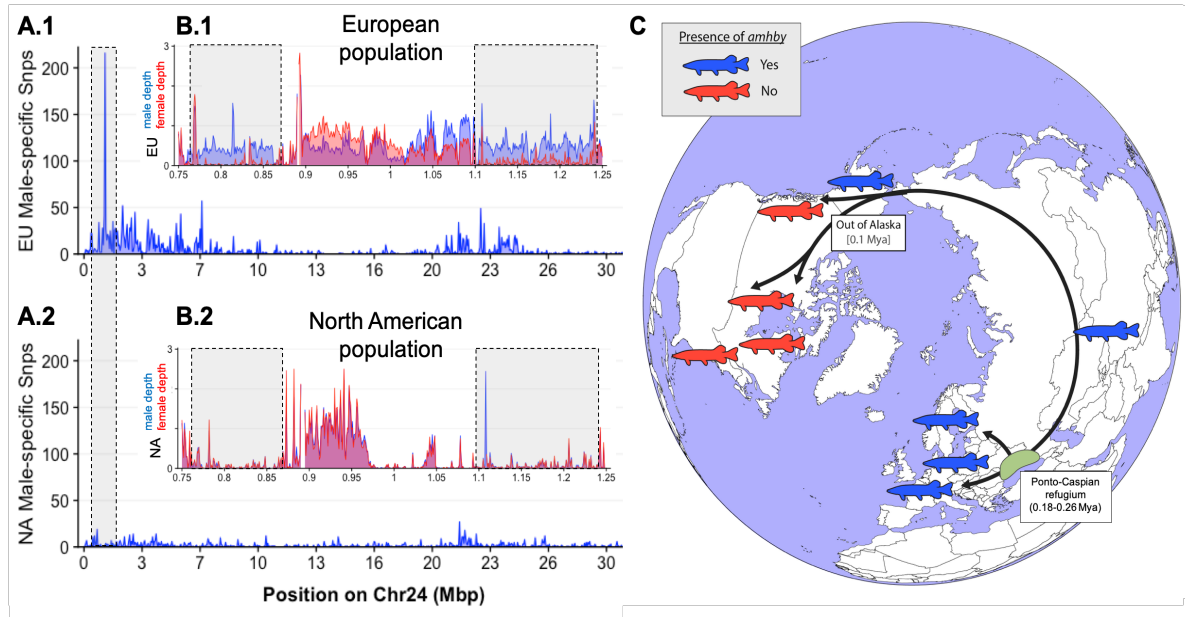 A.1
EU Male-specific Snps
200
150
100
50
0
0 3 7 10 13 16 20 23 26 30
B.1
European
population
EU
male depth
female depth
3
1
0
0.75 0.8 0.85 0.9 0.95 1 1.05 1.1 1.15 1.2 1.25
A.2
NA Male-specific Snps
200
150
100
50
0
0 3 7 10 13 16 20 23 26 30
Position on Chr24 (Mbp)
B.2
North American
population
NA
male depth
female depth
3
1
0
0.75 0.8 0.85 0.9 0.95 1 1.05 1.1 1.15 1.2 1.25
C
Presence of amhby
Yes
No
Out of Alaska
[0.1 Mya]
Ponto-Caspian
refugium
(0.18-0.26 Mya)